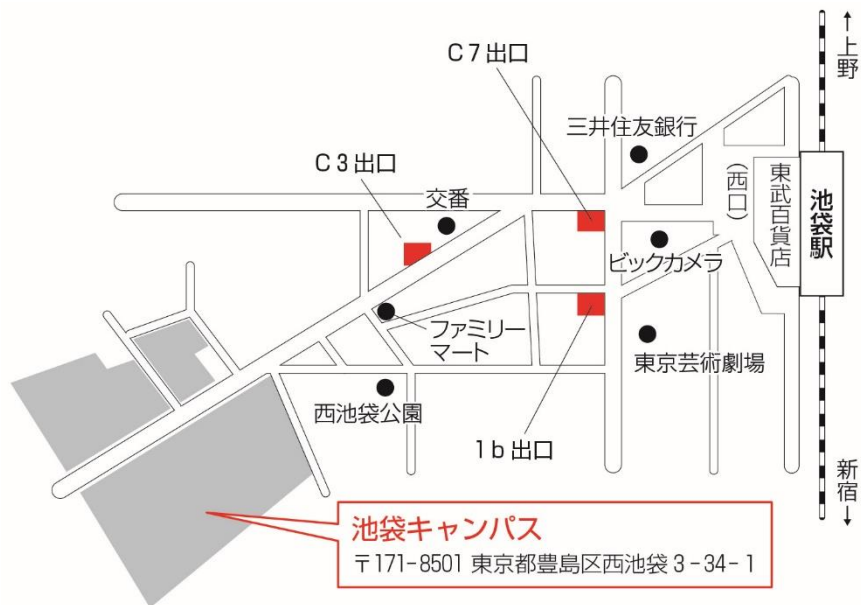 ↑上野
C7出口
三井住友銀行
C3出口
交番
(西口)
東武百貨店
池袋駅
ビックカメラ
ファミリー
マート
東京芸術劇場
西池袋公園
1b出口
新宿↓
池袋キャンパス
〒171-8501 東京都豊島区西池袋3-34-1